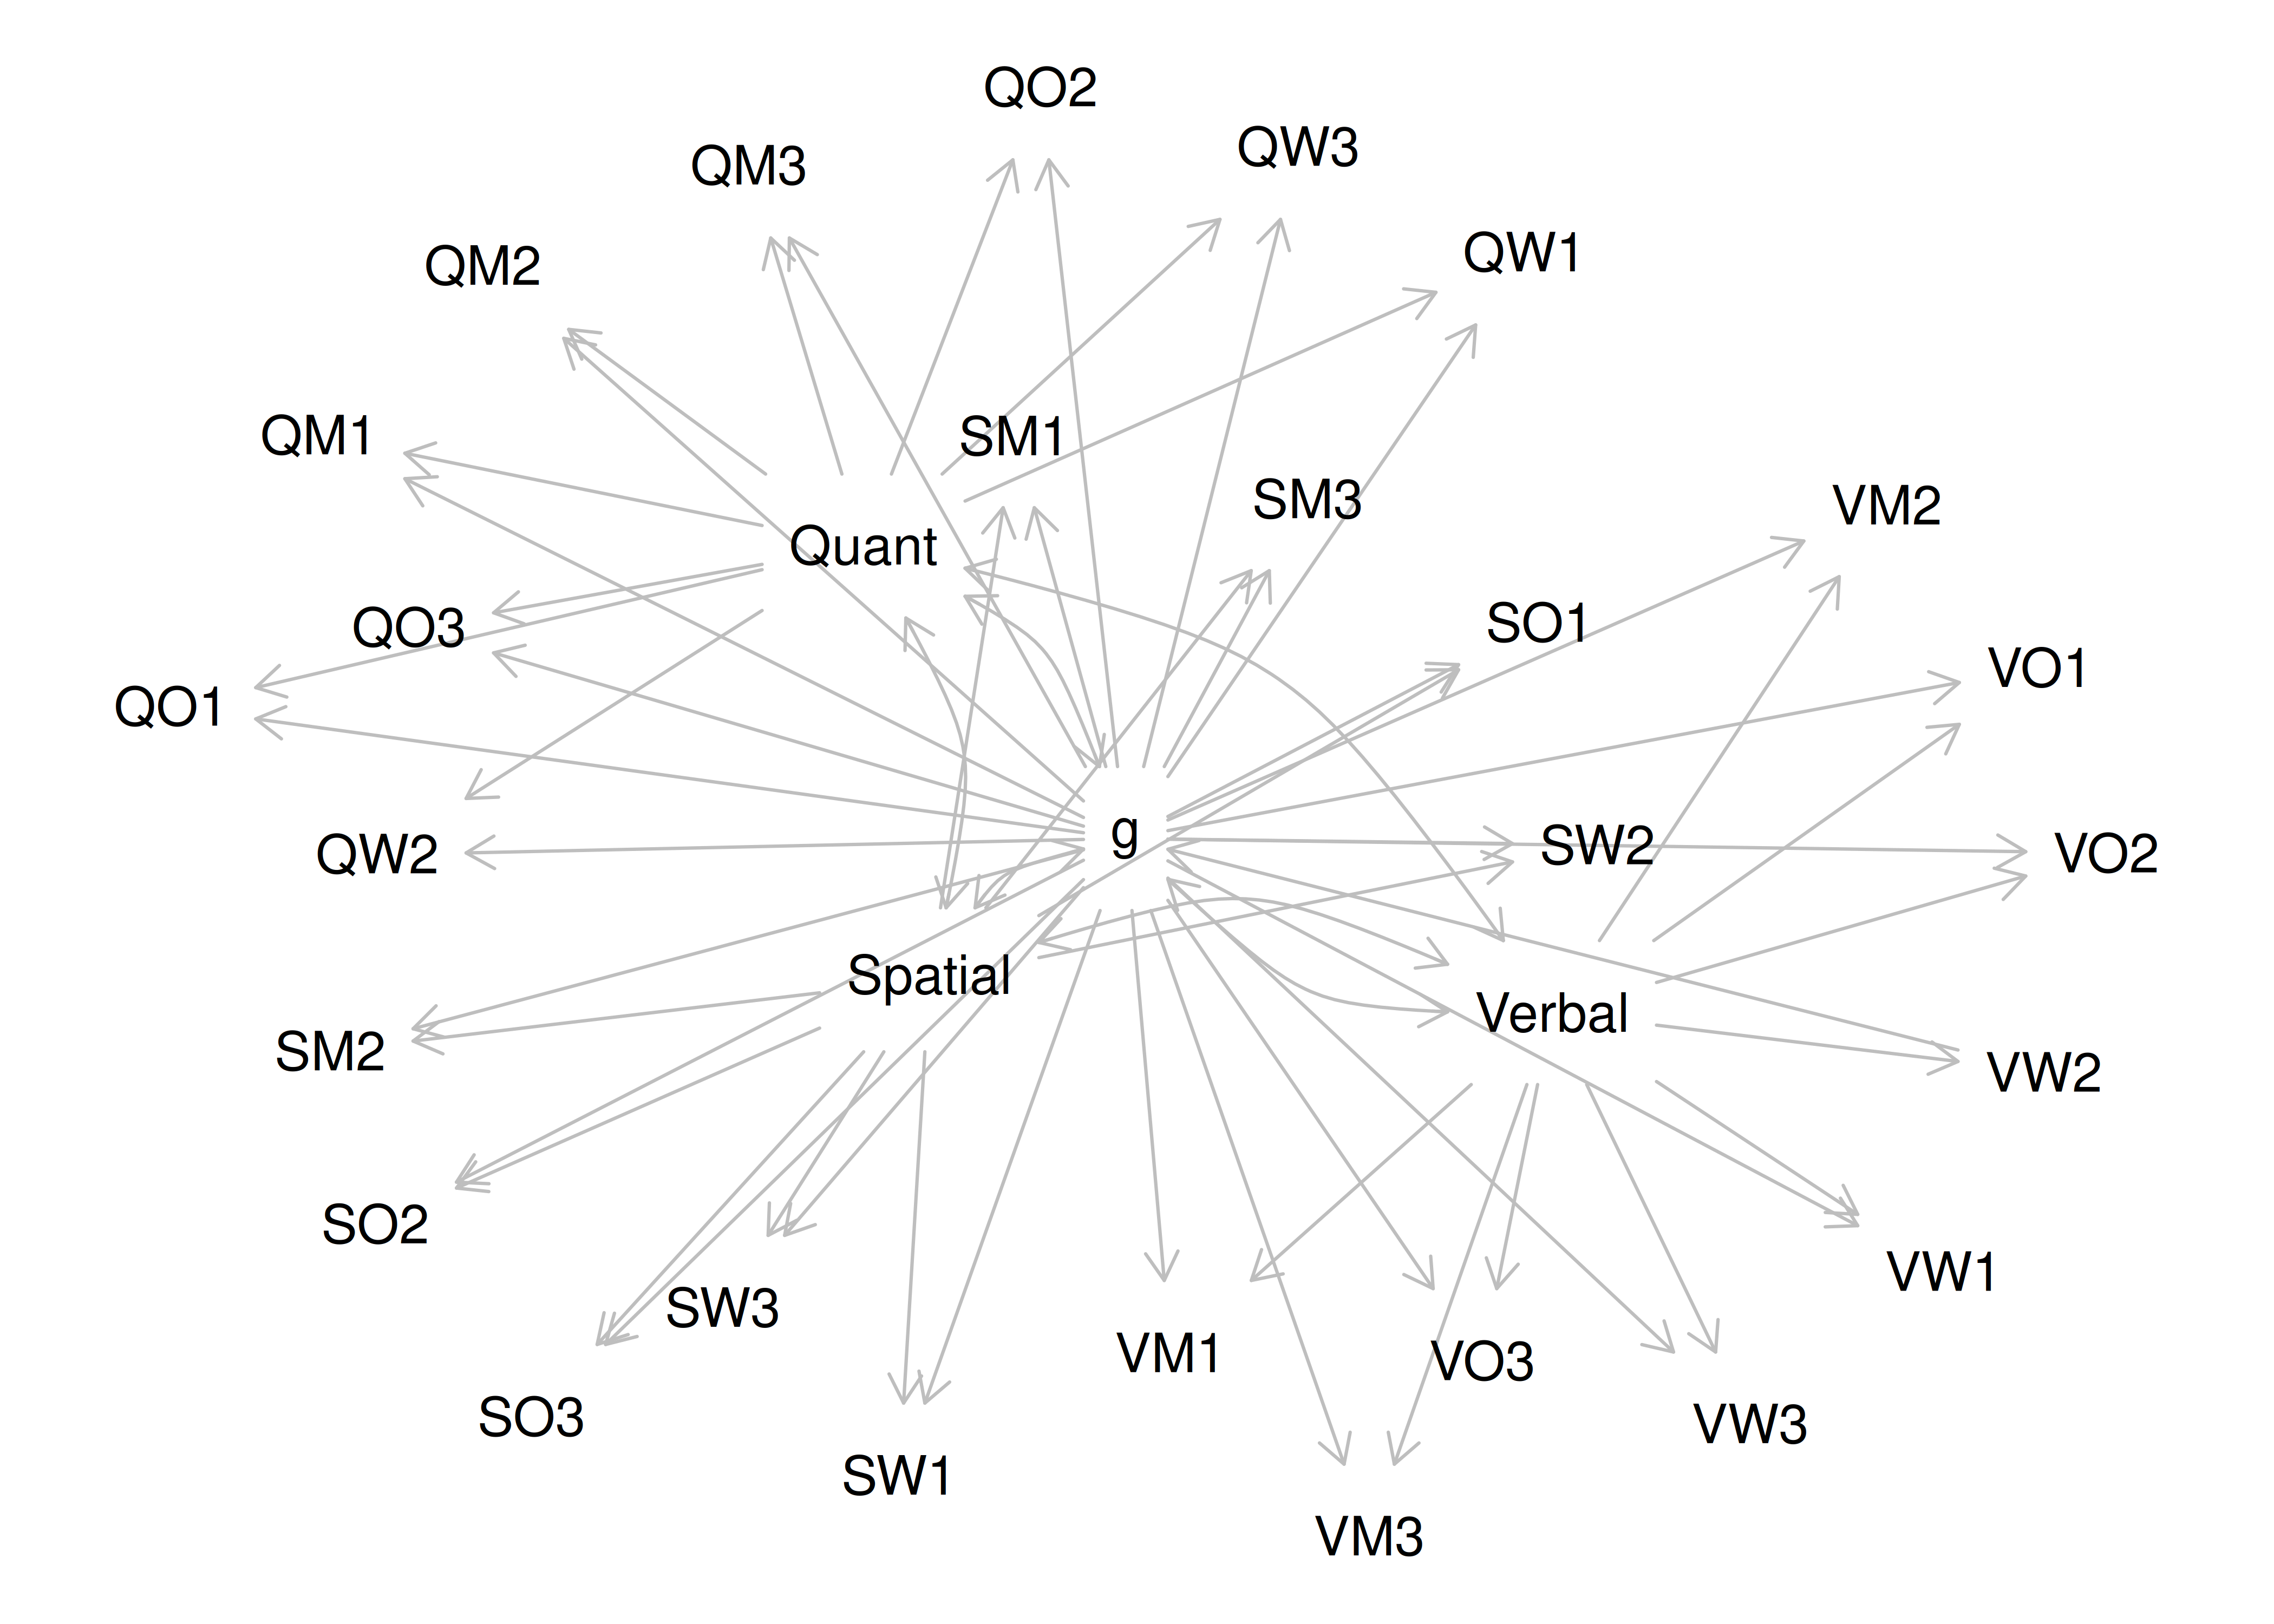 QO2
QW3
QM3
QW1
QM2
QM1
SM1
SM3
VM2
Quant
SO1
QO3
VO1
QO1
g
SW2
QW2
VO2
Spatial
Verbal
SM2
VW2
SO2
VW1
SW3
VM1
VO3
SO3
VW3
SW1
VM3